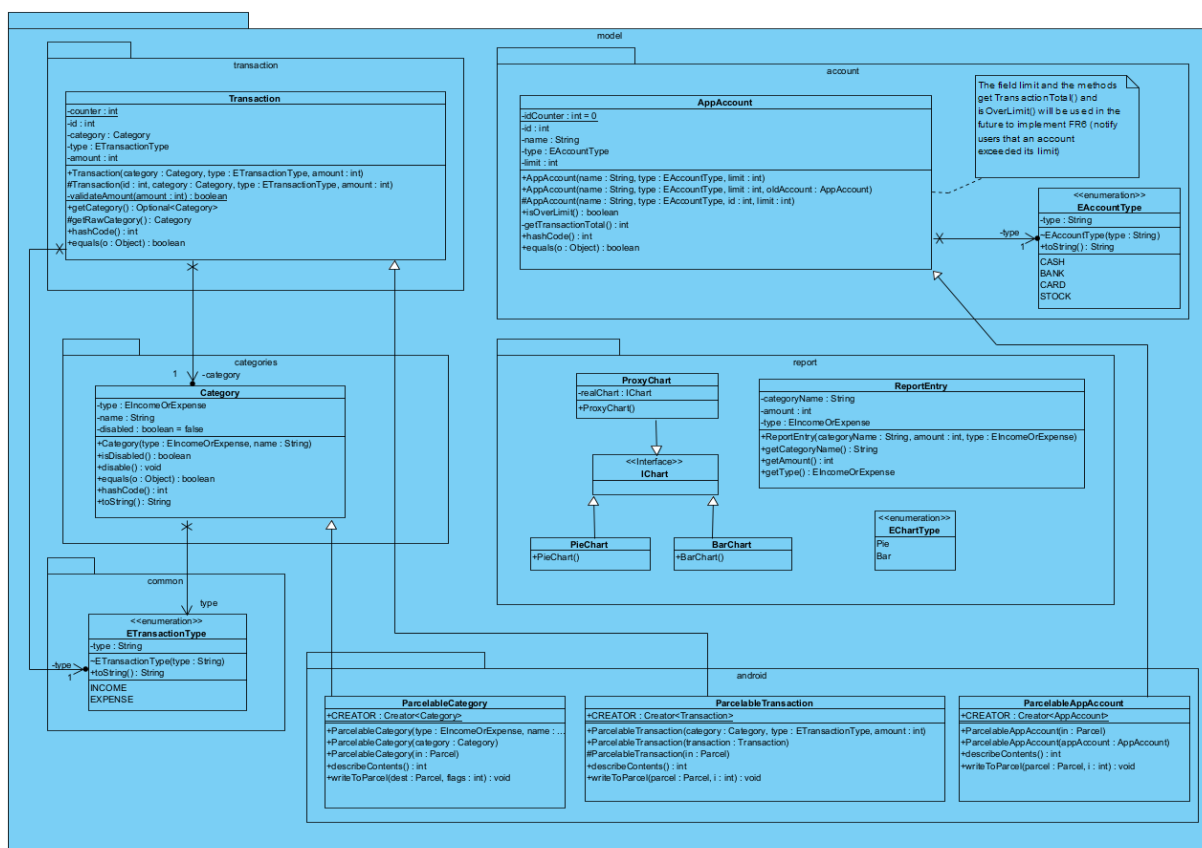 model
transaction
Transaction
-counter : int
-id : int
-category : Category
-type : ETransactionType
-amount : int
+Transaction(category : Category, type : ETransactionType, amount : int)
#Transaction(id : int, category : Category, type : ETransactionType, amount : int)
-validateAmount(amount : int) : boolean
+getCategory() : Optional<Category>
#getRawCategory() : Category
+hashCode() : int
+equals(o : Object) : boolean
account
AppAccount
-idCounter : int = 0
-id : int
-name : String
-type : EAccountType
-limit : int
+AppAccount(name : String, type : EAccountType, limit : int)
+AppAccount(name : String, type : EAccountType, limit : int, oldAccount : AppAccount)
#AppAccount(name : String, type : EAccountType, id : int, limit : int)
+isOverLimit() : boolean
-getTransactionTotal() : int
+hashCode() : int
+equals(o : Object) : boolean
The field limit and the methods
get TransactionTotal() and
isOverLimit() will be used in the
future to implement FR6 (notify
users that an account
exceeded its limit)
-type
1
<<enumeration>>
EAccountType
-type : String
~EAccountType(type : String)
+toString() : String
CASH
BANK
CARD
STOCK
categories
1
-category
Category
-type : EIncomeOrExpense
-name : String
-disabled : boolean = false
+Category(type : EIncomeOrExpense, name : String)
+isDisabled() : boolean
+disable() : void
+equals(o : Object) : boolean
+hashCode() : int
+toString() : String
report
ProxyChart
-realChart : IChart
+ProxyChart()
<<Interface>>
IChart
PieChart
+PieChart()
BarChart
+BarChart()
ReportEntry
-categoryName : String
-amount : int
-type : EIncomeOrExpense
+ReportEntry(categoryName : String, amount : int, type : EIncomeOrExpense)
+getCategoryName() : String
+getAmount() : int
+getType() : EIncomeOrExpense
<<enumeration>>
EChartType
Pie
Bar
common
type
-type
1
<<enumeration>>
ETransactionType
-type : String
~ETransactionType(type : String)
+toString() : String
INCOME
EXPENSE
android
ParcelableCategory
+CREATOR : Creator<Category>
+ParcelableCategory(type : EIncomeOrExpense, name : ...
+ParcelableCategory(category : Category)
+ParcelableCategory(in : Parcel)
+describeContents() : int
+writeToParcel(dest : Parcel, flags : int) : void
ParcelableTransaction
+CREATOR : Creator<Transaction>
+ParcelableTransaction(category : Category, type : ETransactionType, amount : int)
+ParcelableTransaction(transaction : Transaction)
#ParcelableTransaction(in : Parcel)
+describeContents() : int
+writeToParcel(parcel : Parcel, i : int) : void
ParcelableAppAccount
+CREATOR : Creator<AppAccount>
+ParcelableAppAccount(in : Parcel)
+ParcelableAppAccount(appAccount : AppAccount)
+describeContents() : int
+writeToParcel(parcel : Parcel, i : int) : void